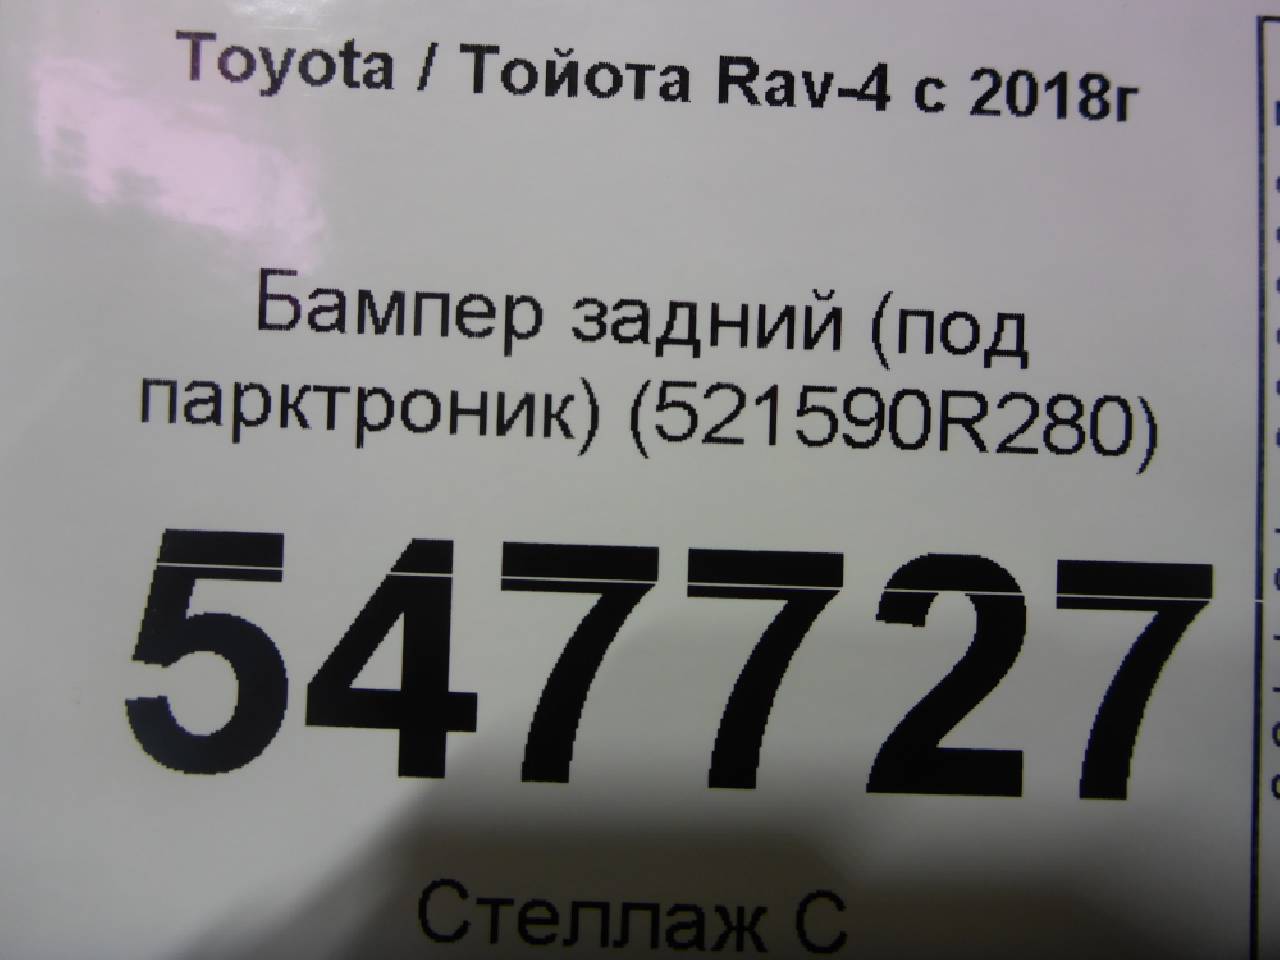 Toyota / Тойота Rav-4 с 2018г
Бампер задний (под
парктроник) (521590R280)
547727
Стеллаж С